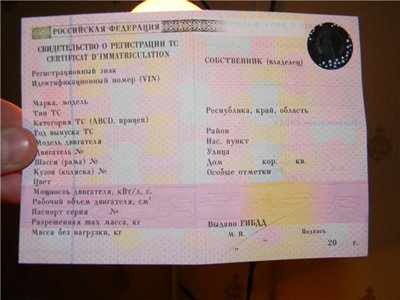 РОССИЙСКАЯ ФЕДЕРАЦИЯ
СВИДЕТЕЛЬСТВО О РЕГИСТРАЦИИ ТС
CERTIFICAT D'IMMATRICULATION
Регистрационный знак
Идентификационный номер (VIN)
Марка, модель
Тип ТС
Категория ТС (ABCD, прицеп)
Год выпуска ТС
Модель двигателя
Двигатель №
Шасси (рама) №
Кузов (коляска) №
Цвет
Мощность двигателя, кВт/л. с.
Рабочий объем двигателя, см³
Паспорт серия №
Разрешенная max масса, кг
Масса без нагрузки, кг
СОБСТВЕННИК (владелец)
Республика, край, область
Район
Нас. пункт
Улица
Дом кор. кв.
Особые отметки
Выдано ГИБДД
М. П. Подпись
„ „ 20 г.